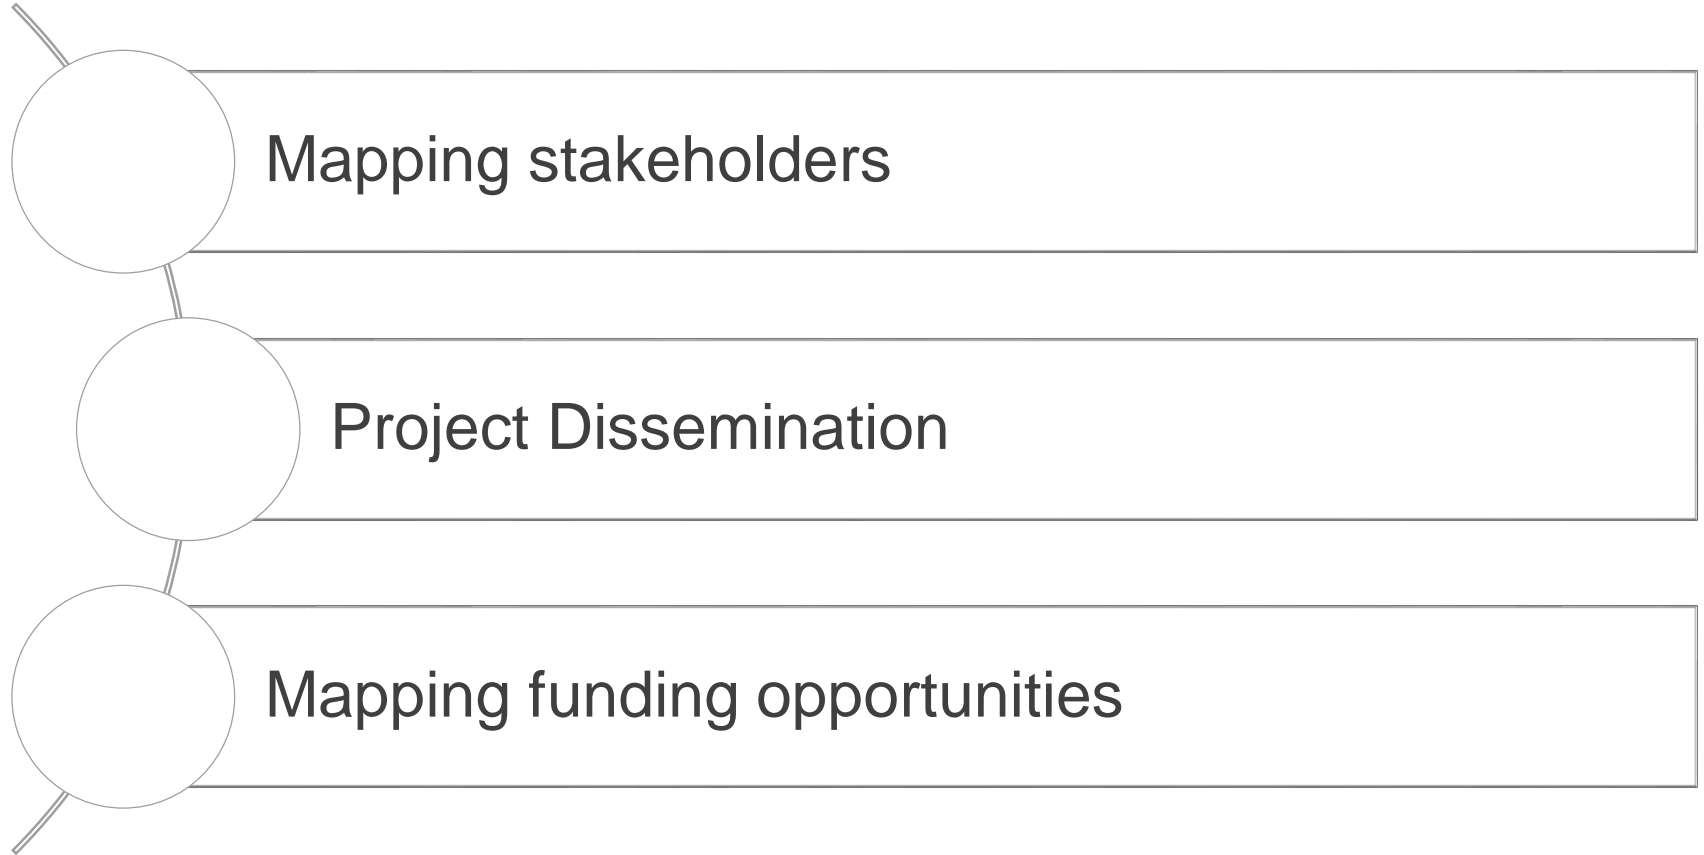 Mapping stakeholders
Project Dissemination
Mapping funding opportunities